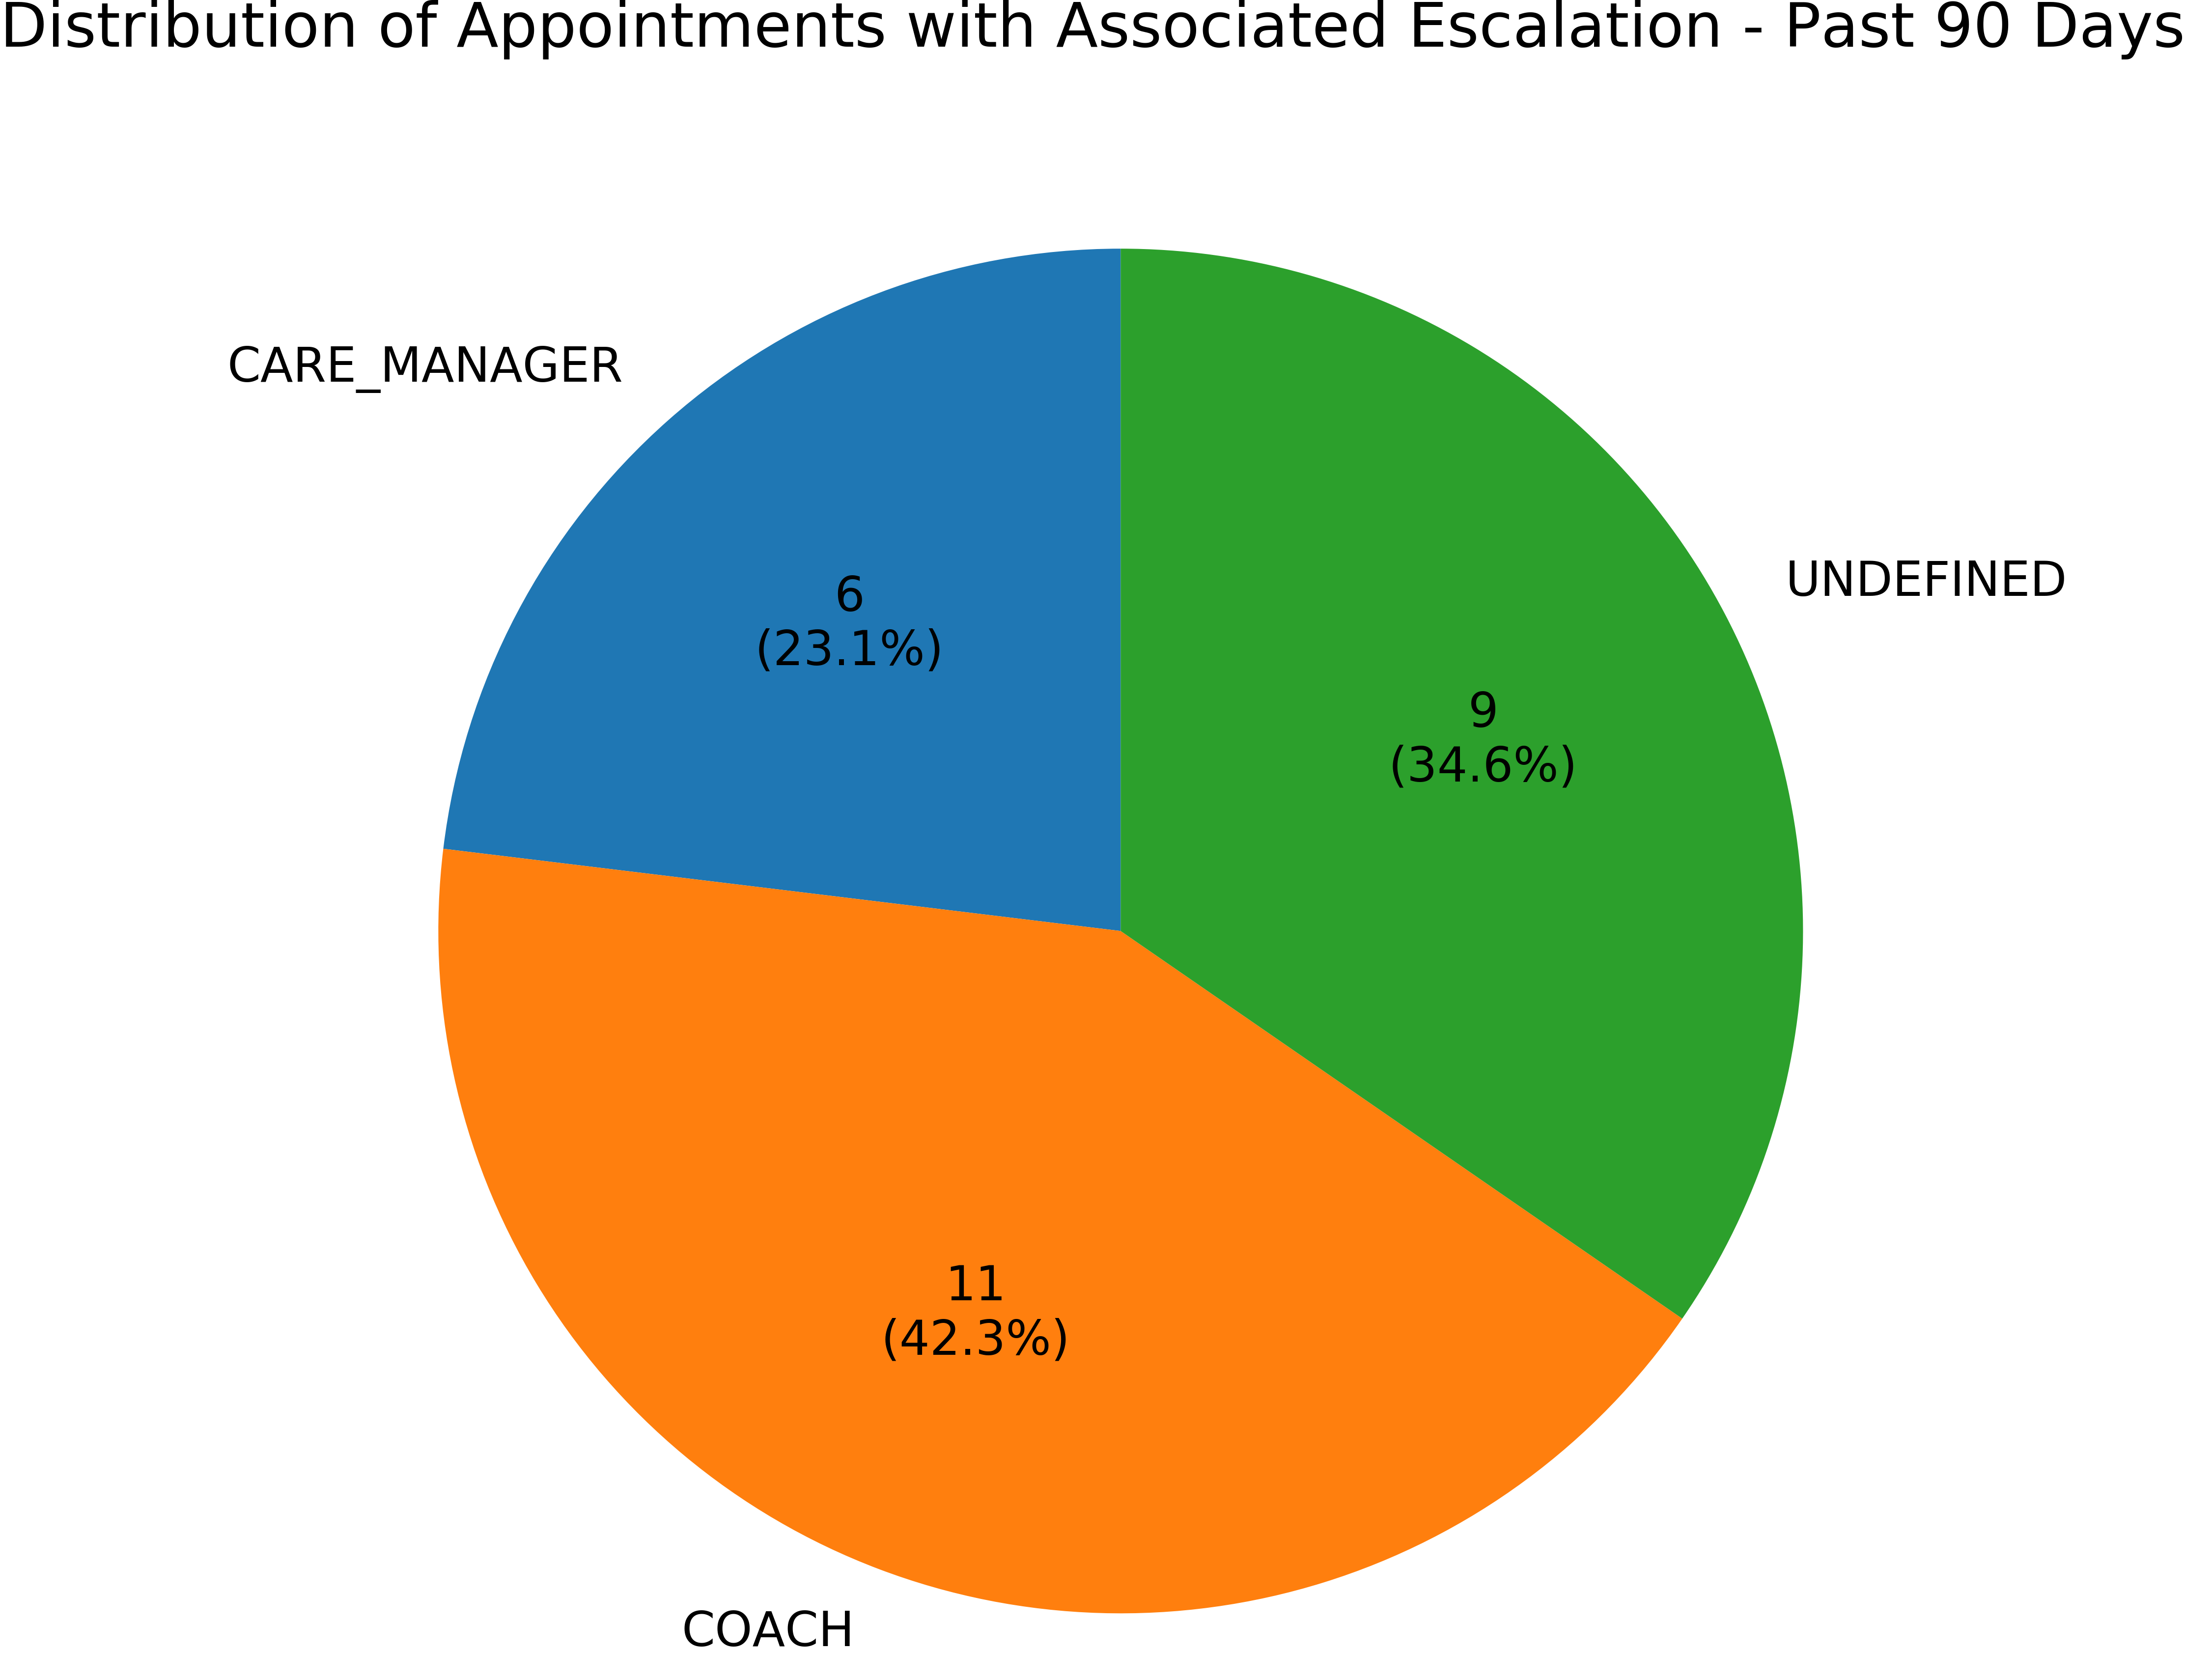 Distribution of Appointments with Associated Escalation - Past 90 Days
CARE_MANAGER
6
(23.1%)
UNDEFINED
9
(34.6%)
11
(42.3%)
COACH